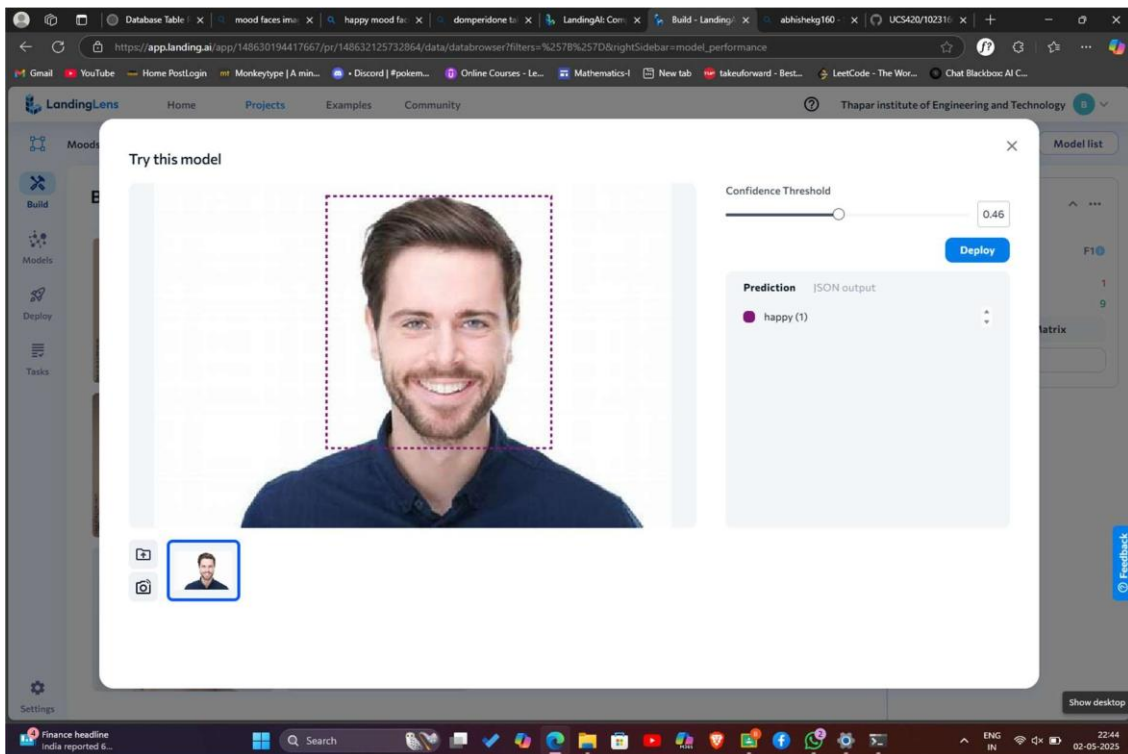 Database Table F
mood faces ima
happy mood fac
domperidone ta
LandingAI: Com
Build - Landing
abhishekg160 -
UCS420/102316
https://app.landing.ai/app/148630194417667/pr/148632125732864/data/databrowser?filters=%257B%257D&rightSidebar=model_performance
Gmail
YouTube
Home PostLogin
mt Monkeytype | A min...
• Discord | #pokem...
Online Courses - Le...
Mathematics-I
New tab
takeuforward - Best...
LeetCode - The Wor...
Chat Blackbox: AI C...
LandingLens
Home
Projects
Examples
Community
Thapar institute of Engineering and Technology
B
Moods
Model list
Build
Models
Deploy
Tasks
Settings
B
Try this model
Confidence Threshold
0.46
Deploy
Prediction
JSON output
happy (1)
F1
1
9
Matrix
Feedback
Show desktop
4
Finance headline
India reported 6...
Search
2
ENG
IN
22:44
02-05-2025